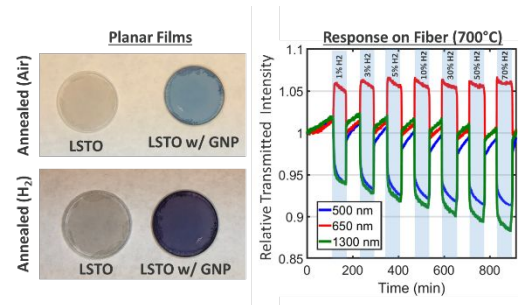 Planar Films
Annealed (Air)
LSTO
LSTO w/ GNP
Annealed (H₂)
LSTO
LSTO w/ GNP
Response on Fiber (700°C)
Relative Transmitted Intensity
1.1
1.05
1
0.95
0.9
0.85
1% H2
3% H2
5% H2
10% H2
30% H2
50% H2
70% H2
500 nm
650 nm
1300 nm
0
200
400
600
800
Time (min)